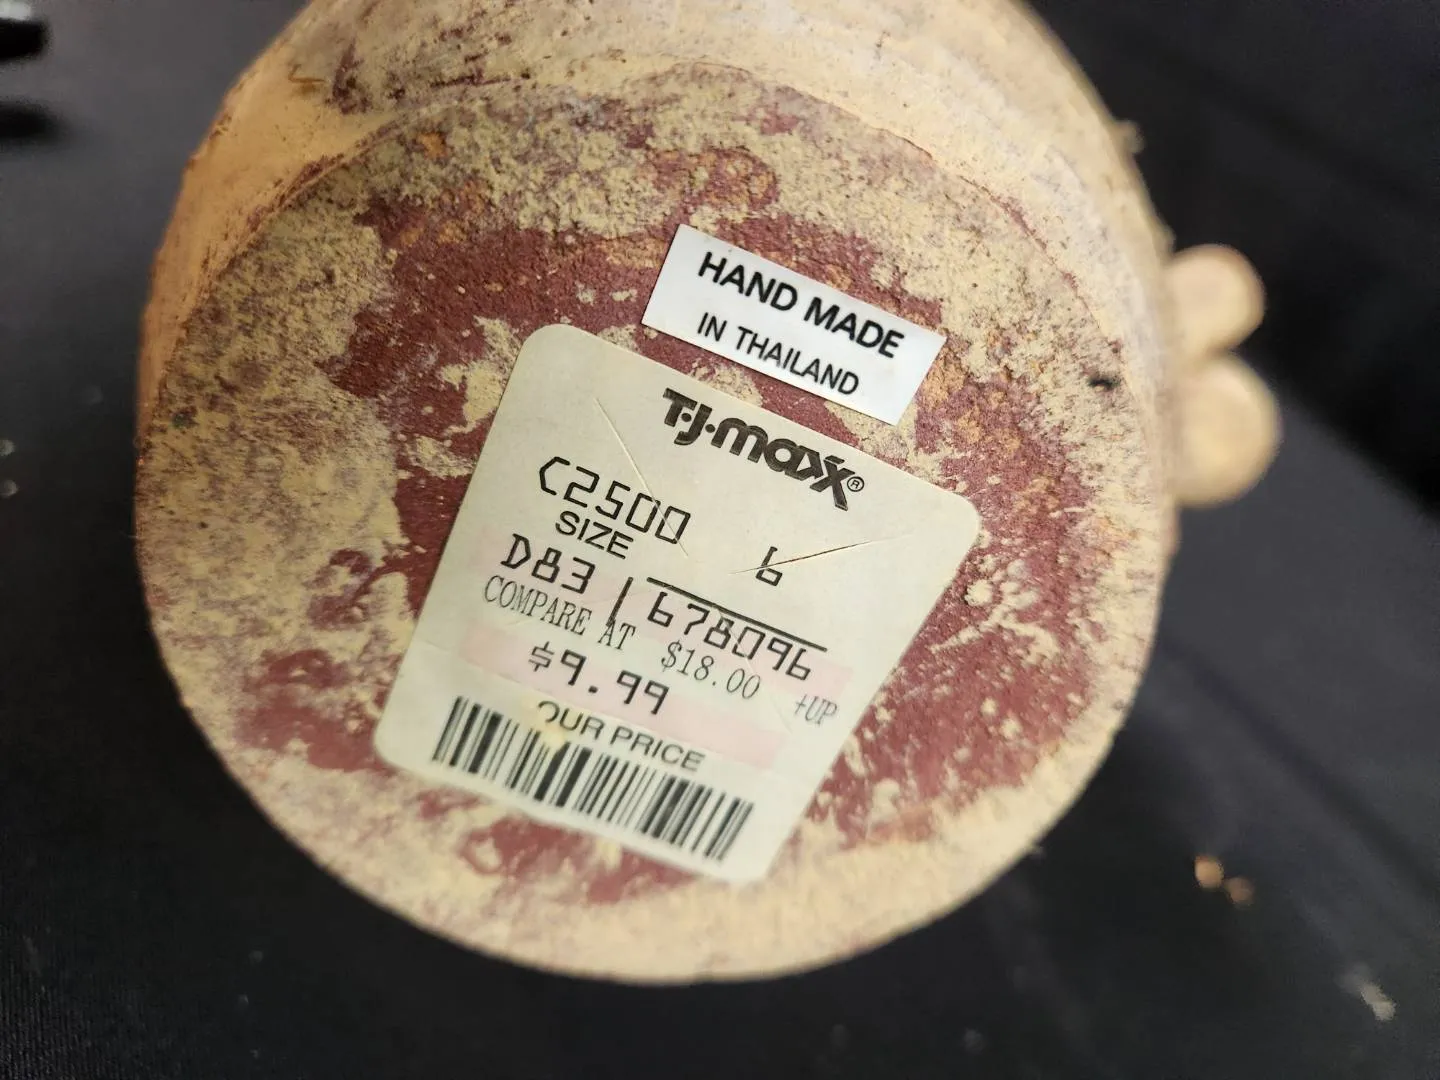 HAND MADE
IN THAILAND
T·J·maxx®
C2500 6
SIZE
D83 678096
COMPARE AT $18.00 +UP
$9.99
OUR PRICE